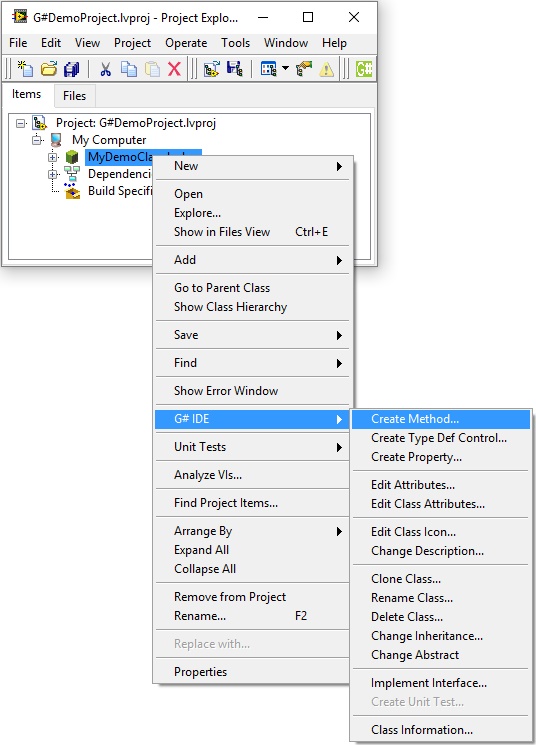 G#DemoProject.lvproj - Project Explo...
File Edit View Project Operate Tools Window Help
G#
Items Files
Project: G#DemoProject.lvproj
My Computer
Dependenci
Build Specifi
New
Open
Explore...
Show in Files View Ctrl+E
Add
Go to Parent Class
Show Class Hierarchy
Save
Find
Show Error Window
G# IDE
Unit Tests
Analyze VIs...
Find Project Items...
Arrange By
Expand All
Collapse All
Remove from Project
Rename... F2
Replace with...
Properties
Create Method...
Create Type Def Control...
Create Property...
Edit Attributes...
Edit Class Attributes...
Edit Class Icon...
Change Description...
Clone Class...
Rename Class...
Delete Class...
Change Inheritance...
Change Abstract
Implement Interface...
Create Unit Test...
Class Information...